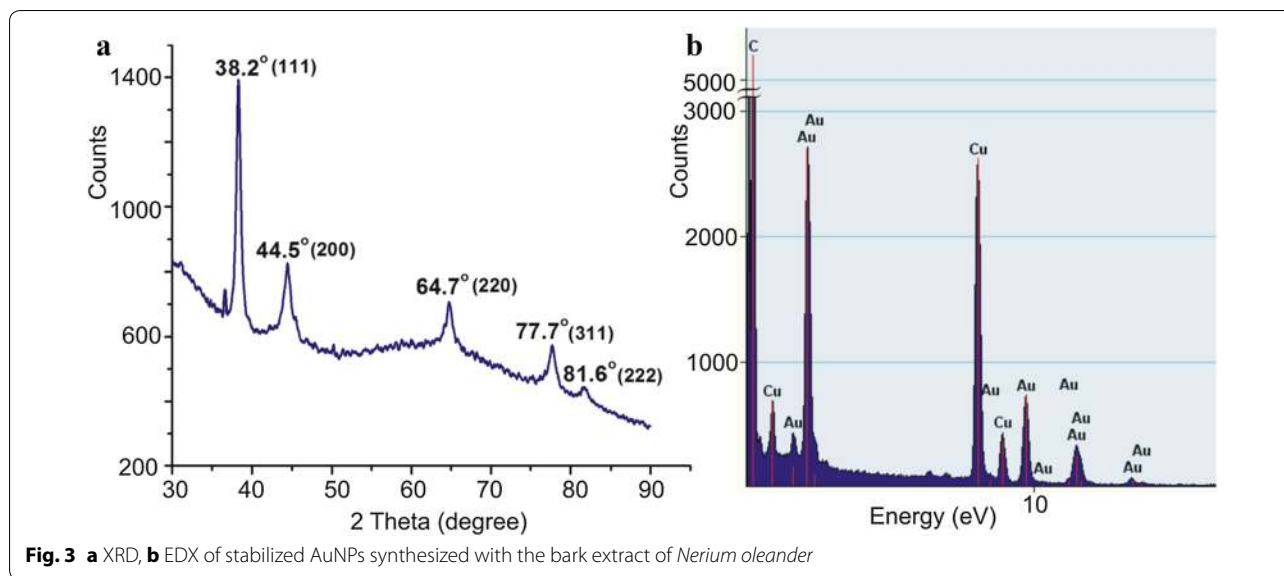 a
Counts
1400
1000
600
200
38.2° (111)
44.5° (200)
64.7° (220)
77.7° (311)
81.6° (222)
30 40 50 60 70 80 90
2 Theta (degree)
b
Counts
5000
3000
2000
1000
C
Cu
Au
Au
Au
Cu
Au
Cu
Au
Au
Au
Au
Au
Au
Au
10
Energy (eV)
Fig. 3 a XRD, b EDX of stabilized AuNPs synthesized with the bark extract of Nerium oleander